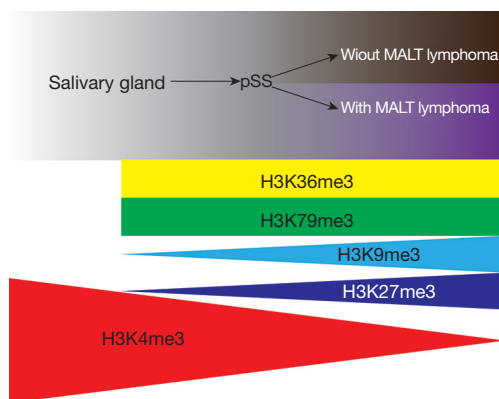 Wiout MALT lymphoma
Salivary gland
pSS
With MALT lymphoma
H3K36me3
H3K79me3
H3K9me3
H3K27me3
H3K4me3